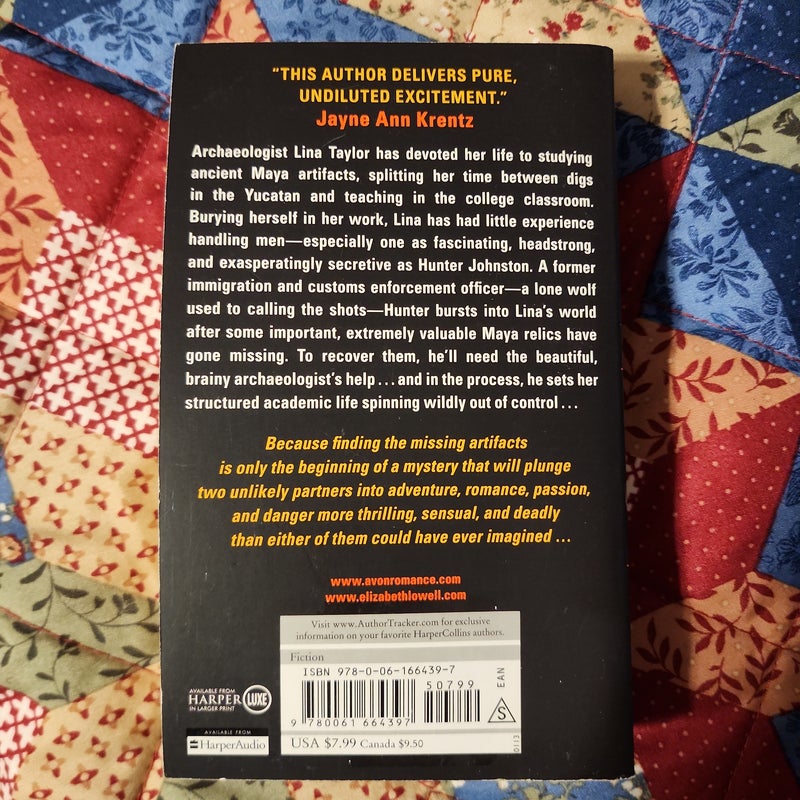 "THIS AUTHOR DELIVERS PURE,
UNDILUTED EXCITEMENT."
Jayne Ann Krentz
Archaeologist Lina Taylor has devoted her life to studying
ancient Maya artifacts, splitting her time between digs
in the Yucatan and teaching in the college classroom.
Burying herself in her work, Lina has had little experience
handling men—especially one as fascinating, headstrong,
and exasperatingly secretive as Hunter Johnston. A former
immigration and customs enforcement officer—a lone wolf
used to calling the shots—Hunter bursts into Lina's world
after some important, extremely valuable Maya relics have
gone missing. To recover them, he'll need the beautiful,
brainy archaeologist's help... and in the process, he sets her
structured academic life spinning wildly out of control...
Because finding the missing artifacts
is only the beginning of a mystery that will plunge
two unlikely partners into adventure, romance, passion,
and danger more thrilling, sensual, and deadly
than either of them could have ever imagined...
www.avonromance.com
www.elizabethlowell.com
Visit www.AuthorTracker.com for exclusive
information on your favorite HarperCollins authors.
Fiction
ISBN 978-0-06-166439-7
50799
EAN
S
9 780061 664397
0113
USA $7.99 Canada $9.50
AVAILABLE FROM
HARPER LUXE
IN LARGER PRINT
AVAILABLE FROM
HarperAudio